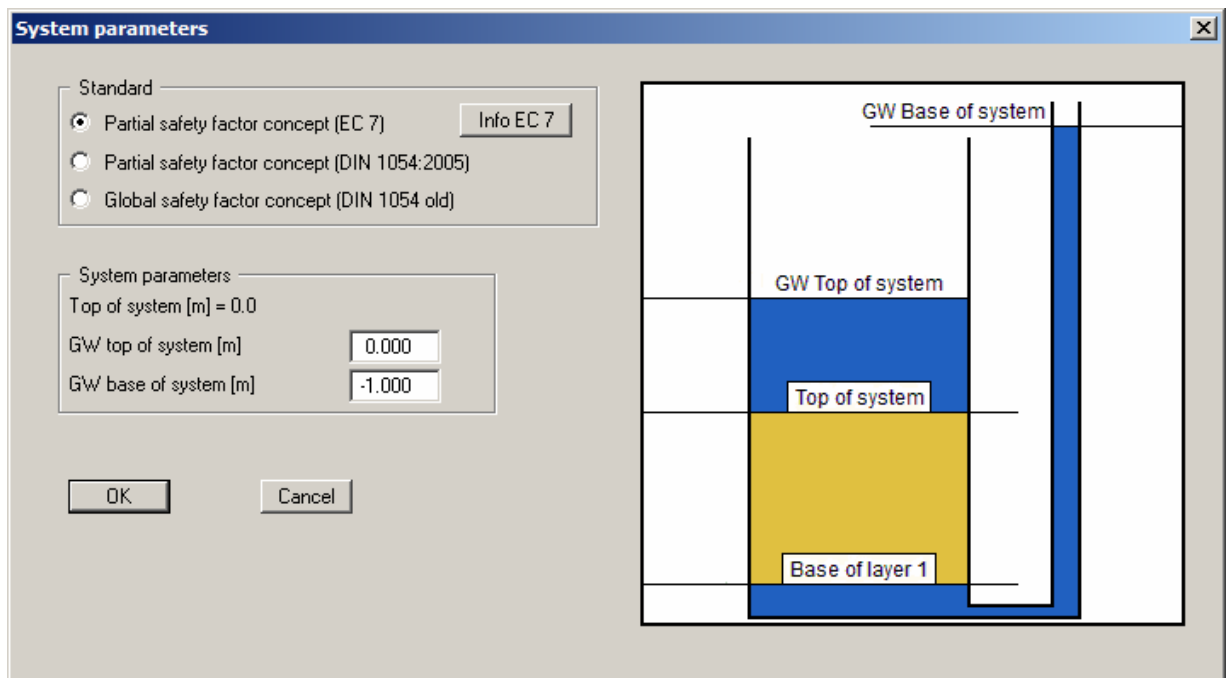 System parameters
Standard
Partial safety factor concept (EC 7)
Info EC 7
Partial safety factor concept (DIN 1054:2005)
Global safety factor concept (DIN 1054 old)
System parameters
Top of system [m] = 0.0
GW top of system [m] 0.000
GW base of system [m] -1.000
OK
Cancel
GW Base of system
GW Top of system
Top of system
Base of layer 1